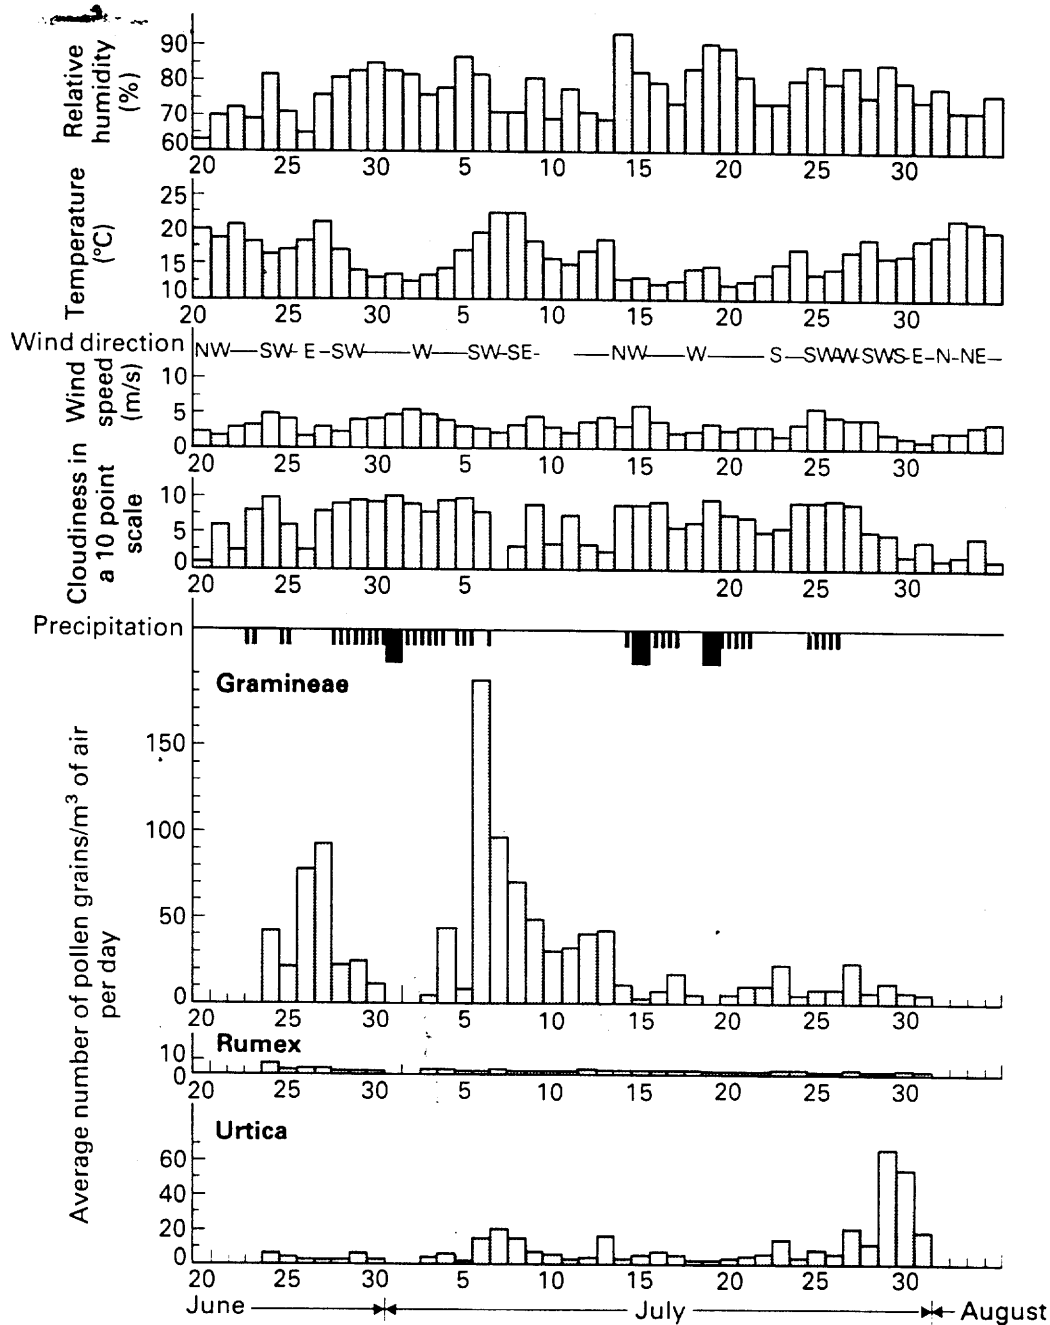 Relative humidity (%)
90
80
70
60
20 25 30 5 10 15 20 25 30
Temperature (°C)
25
20
15
10
20 25 30 5 10 15 20 25 30
Wind direction NW SW E SW W SW SE NW W S SW W SW S E N NE
Wind speed (m/s)
10
5
0
20 25 30 5 10 15 20 25 30
Cloudiness in a 10 point scale
10
5
0
20 25 30 5 20 25 30
Precipitation
Average number of pollen grains/m³ of air per day
Gramineae
150
100
50
0
20 25 30 5 10 15 20 25 30
Rumex
10
0
20 25 30 5 10 15 20 25 30
Urtica
60
40
20
0
20 25 30 5 10 15 20 25 30
June July August